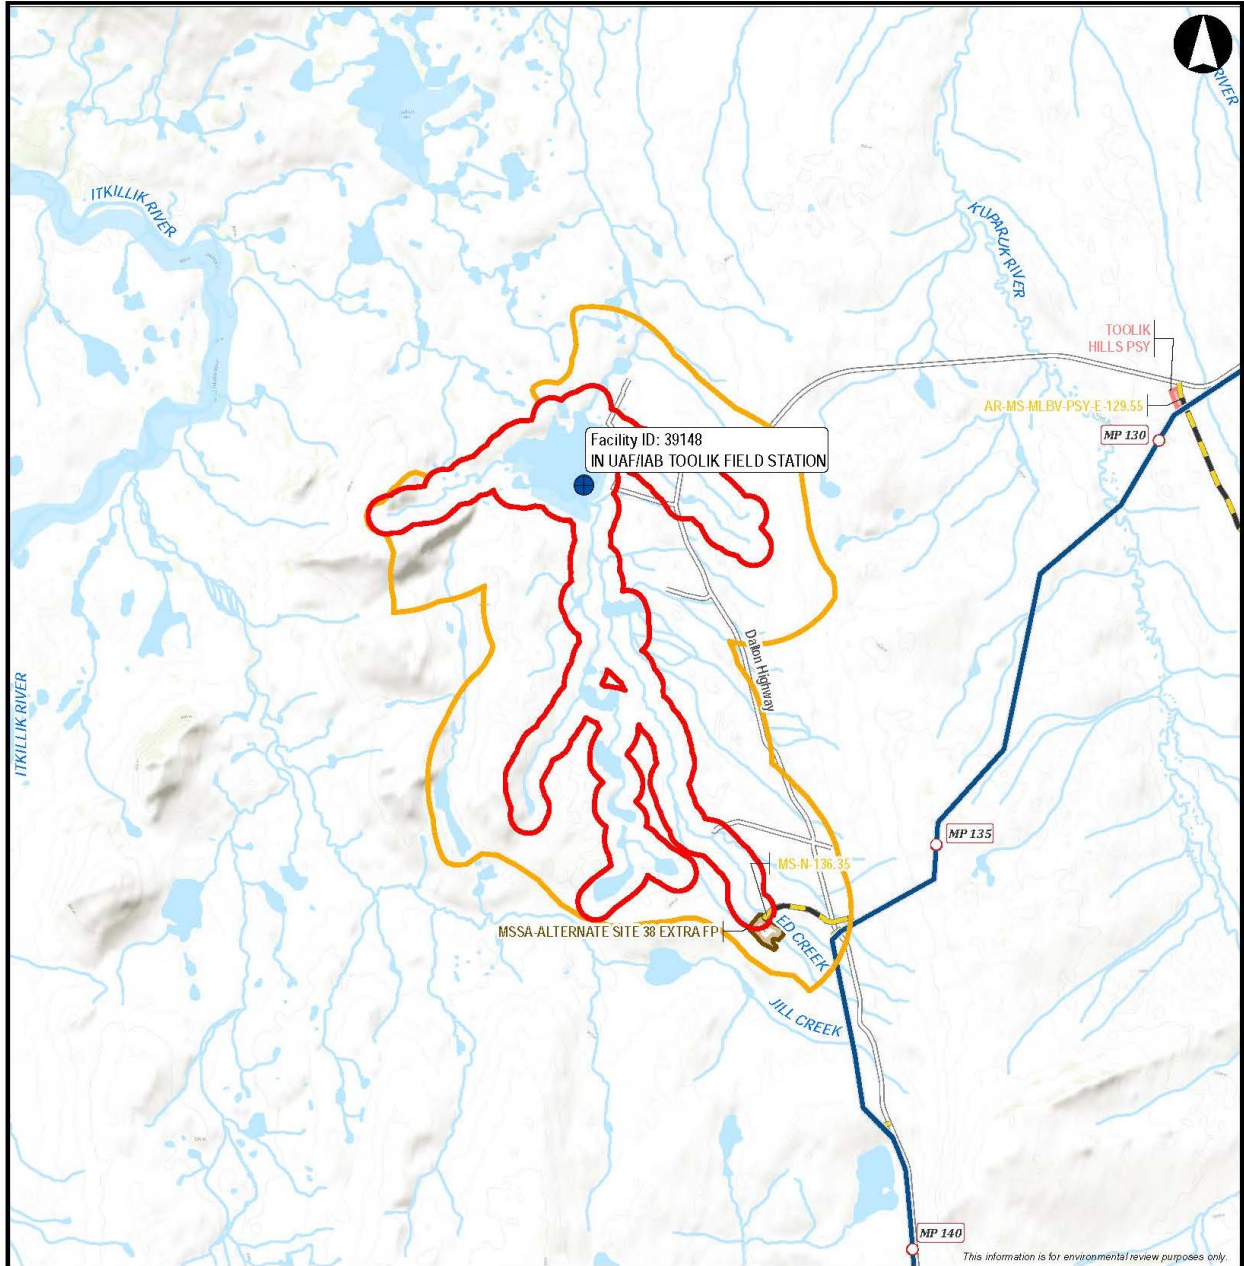 RIVER
ITKILLIK RIVER
KUPARUK RIVER
TOOLIK
HILLS PSY
AR-MS-MLBV-PSY-E-129.55
MP 130
Facility ID: 39148
IN UAF/IAB TOOLIK FIELD STATION
Dalton Highway
ITKILLIK RIVER
MP 135
MS-N-136.35
MSSA-ALTERNATE SITE 38 EXTRA FP
ED CREEK
JILL CREEK
MP 140
This information is for environmental review purposes only.